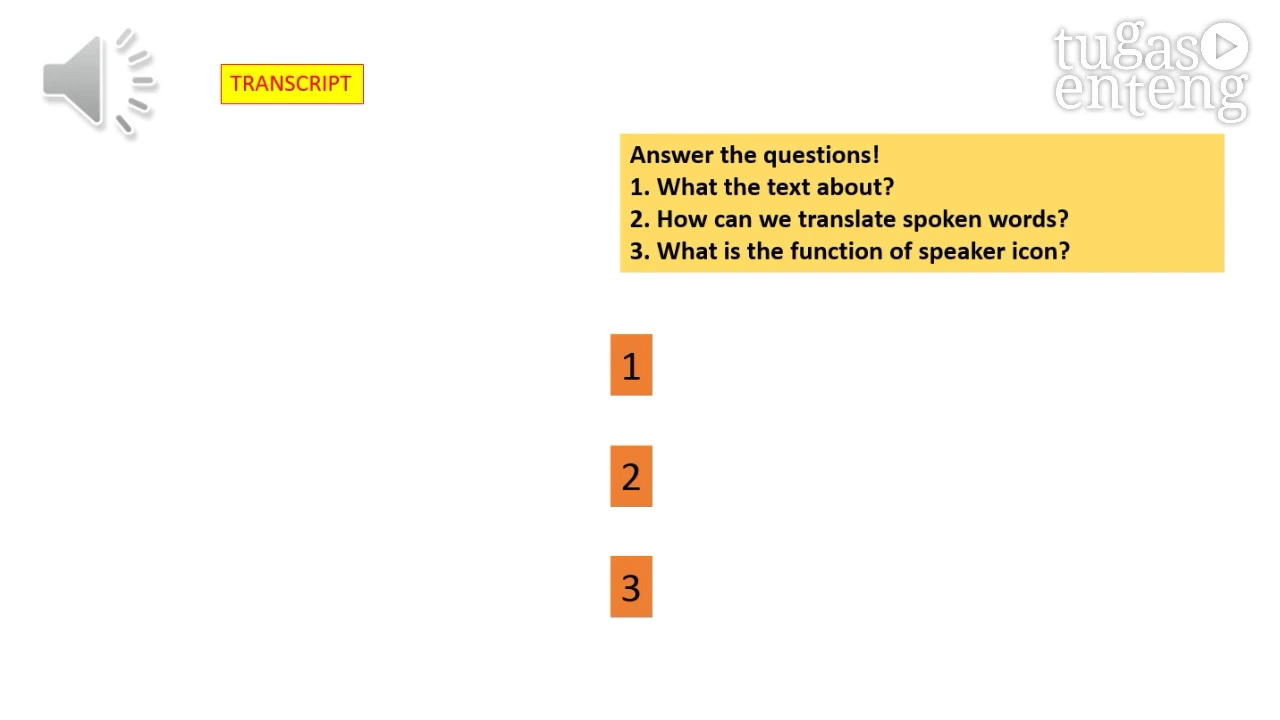 TRANSCRIPT
tugas
enteng
Answer the questions!
1. What the text about?
2. How can we translate spoken words?
3. What is the function of speaker icon?
1
2
3